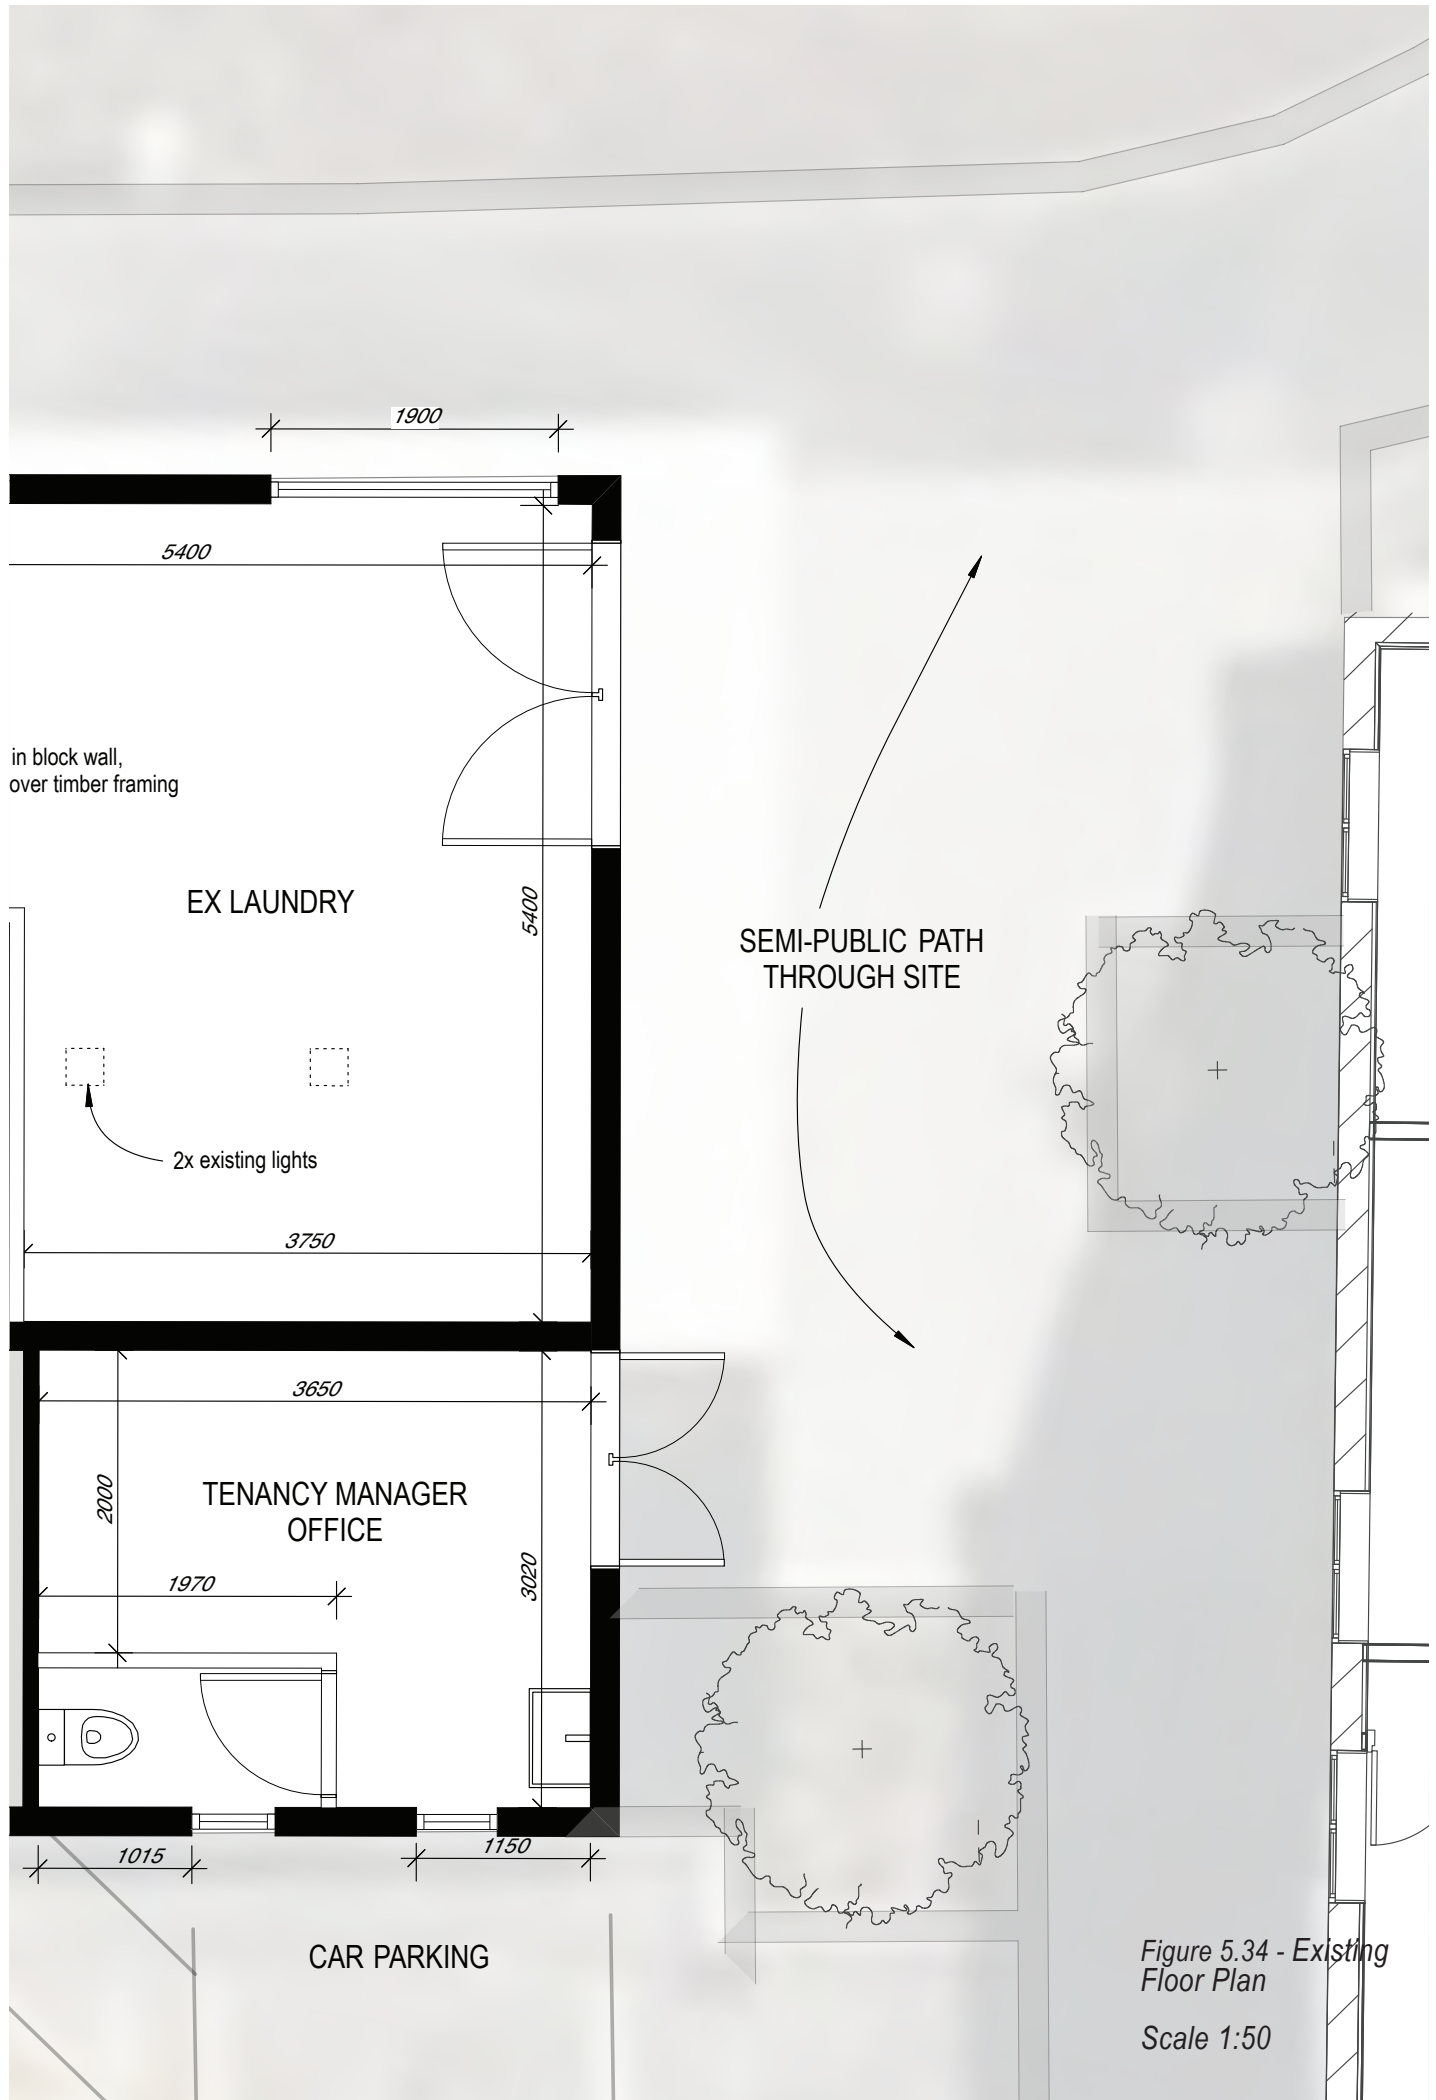 1900
5400
in block wall,
over timber framing
EX LAUNDRY
5400
SEMI-PUBLIC PATH
THROUGH SITE
2x existing lights
3750
3650
2000
TENANCY MANAGER
OFFICE
3020
1970
1015
1150
CAR PARKING
Figure 5.34 - Existing
Floor Plan
Scale 1:50